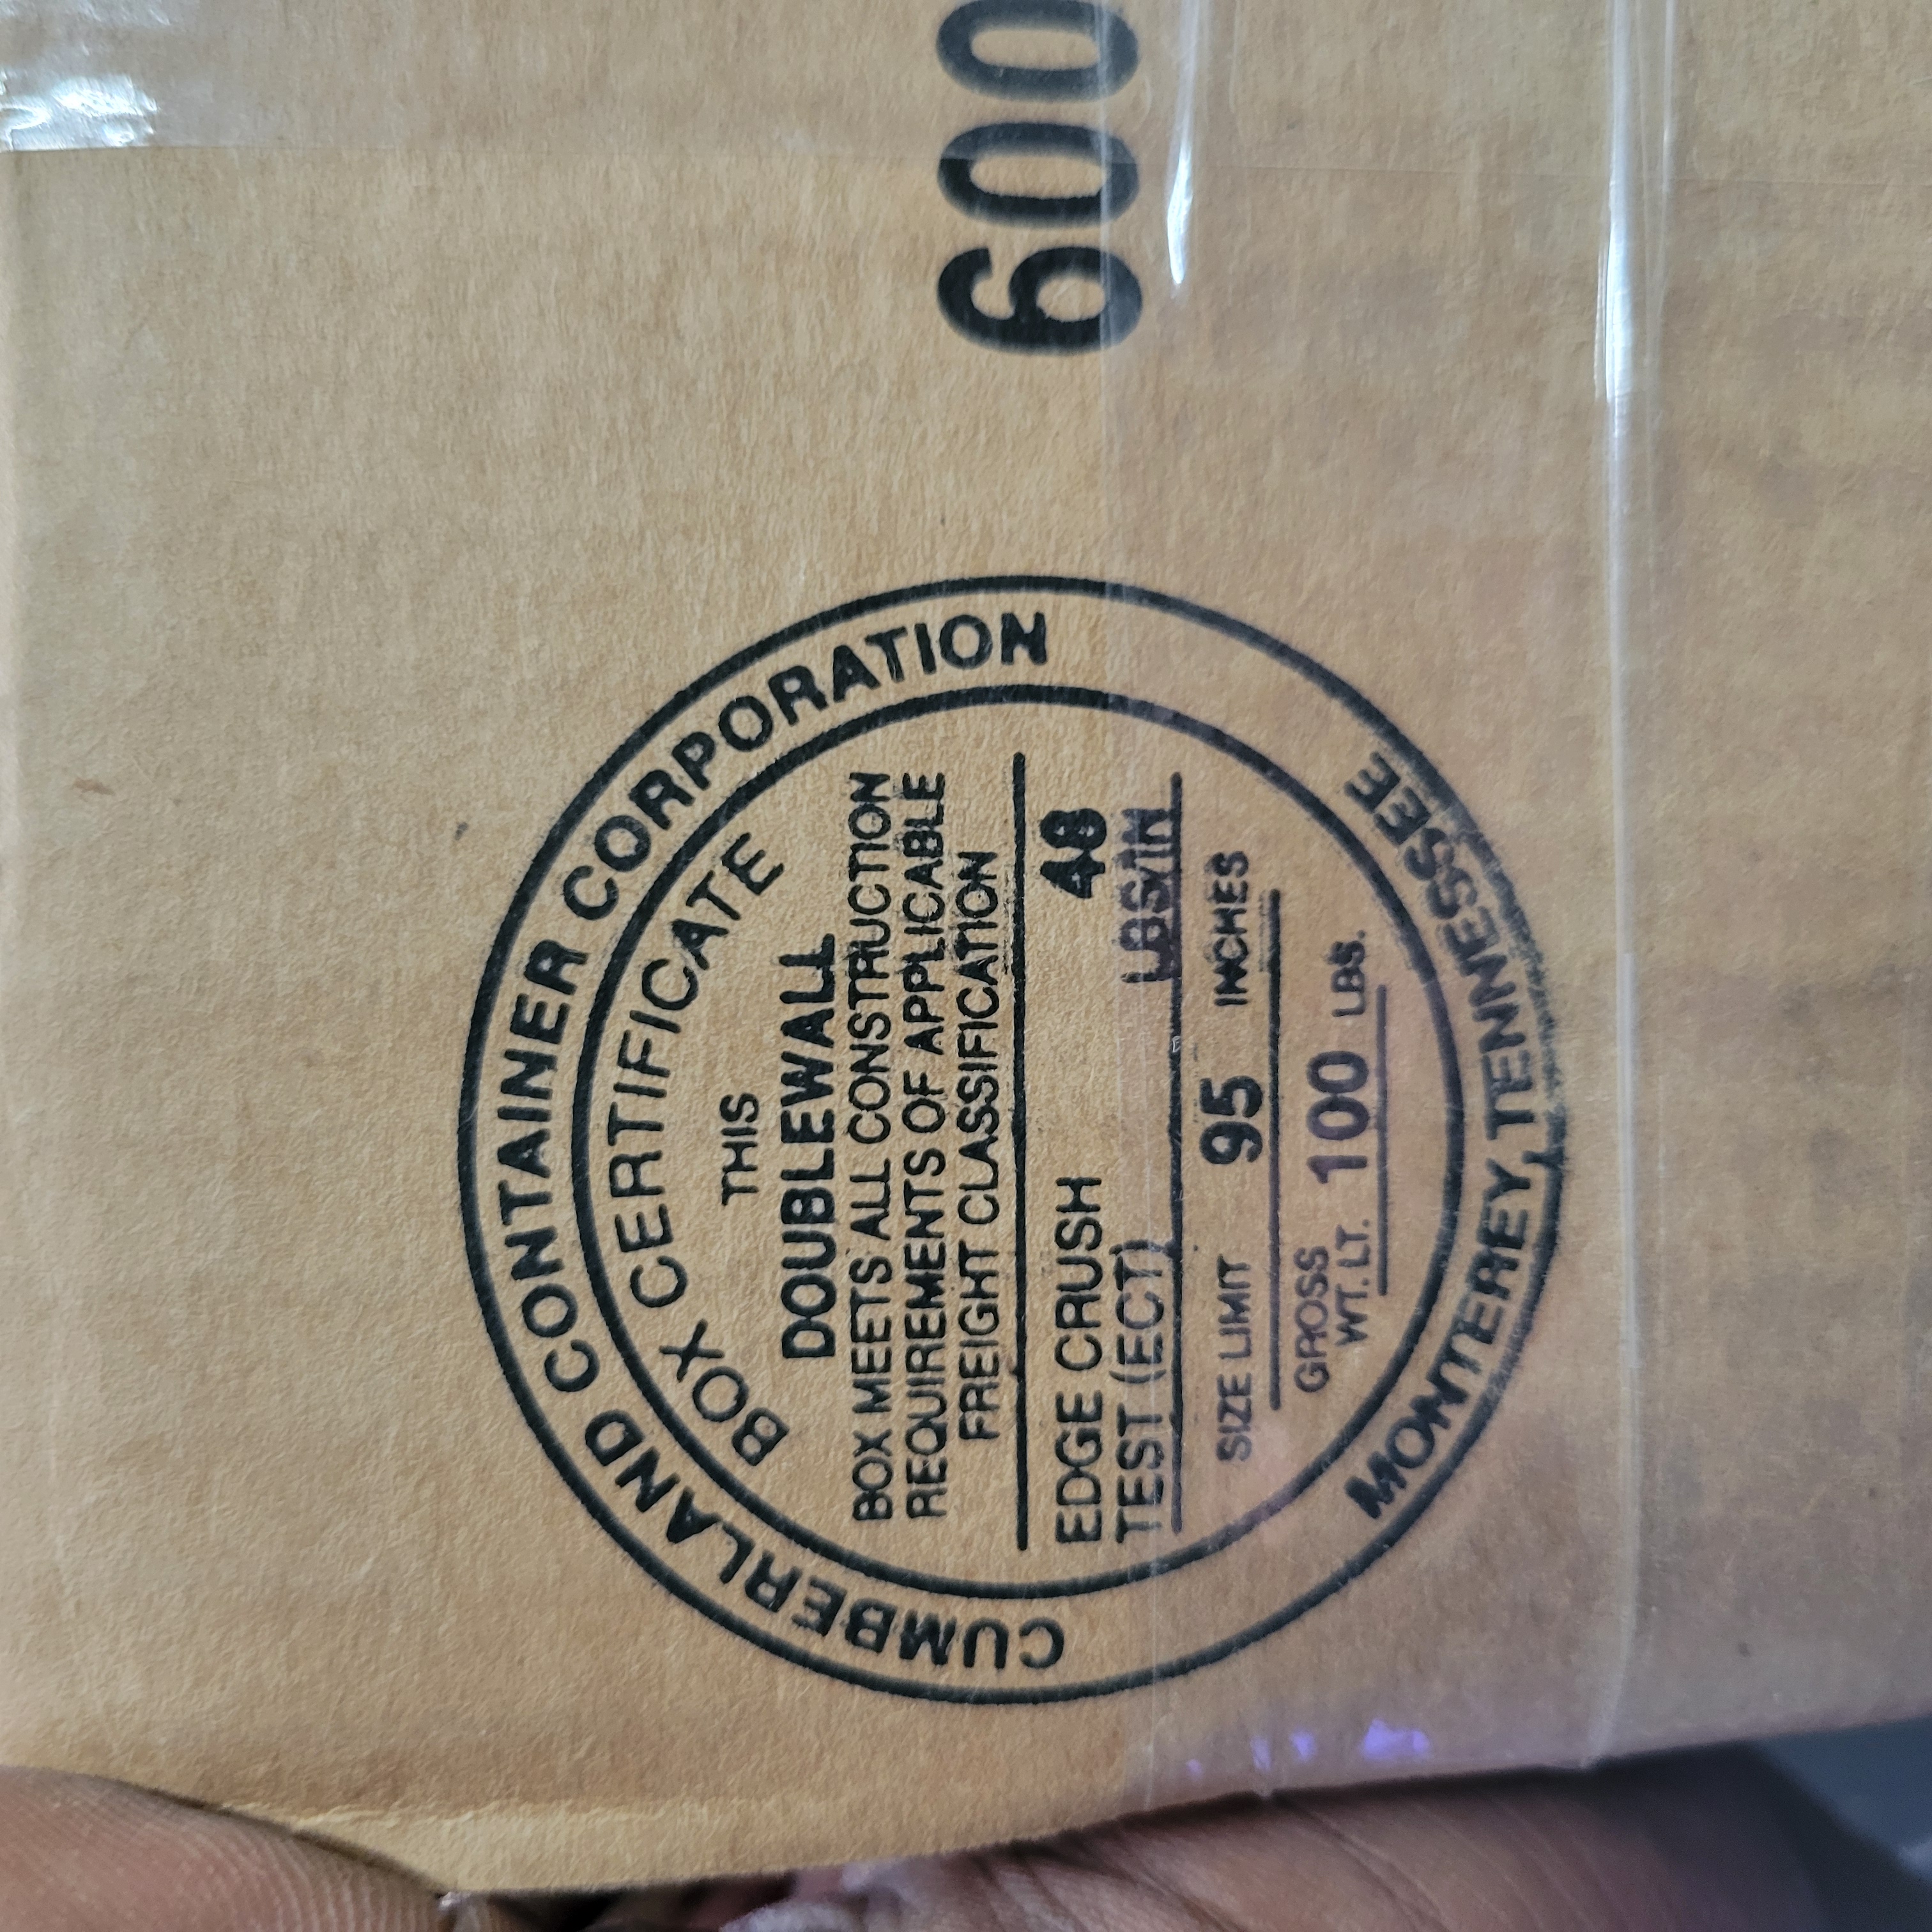 CUMBERLAND CONTAINER CORPORATION
BOX CERTIFICATE
THIS
DOUBLEWALL
BOX MEETS ALL CONSTRUCTION
REQUIREMENTS OF APPLICABLE
FREIGHT CLASSIFICATION
EDGE CRUSH 48
TEST (ECT) LBS/IN
SIZE LIMIT 95 INCHES
GROSS
WT. LT. 100 LBS.
MONTEREY, TENNESSEE
600